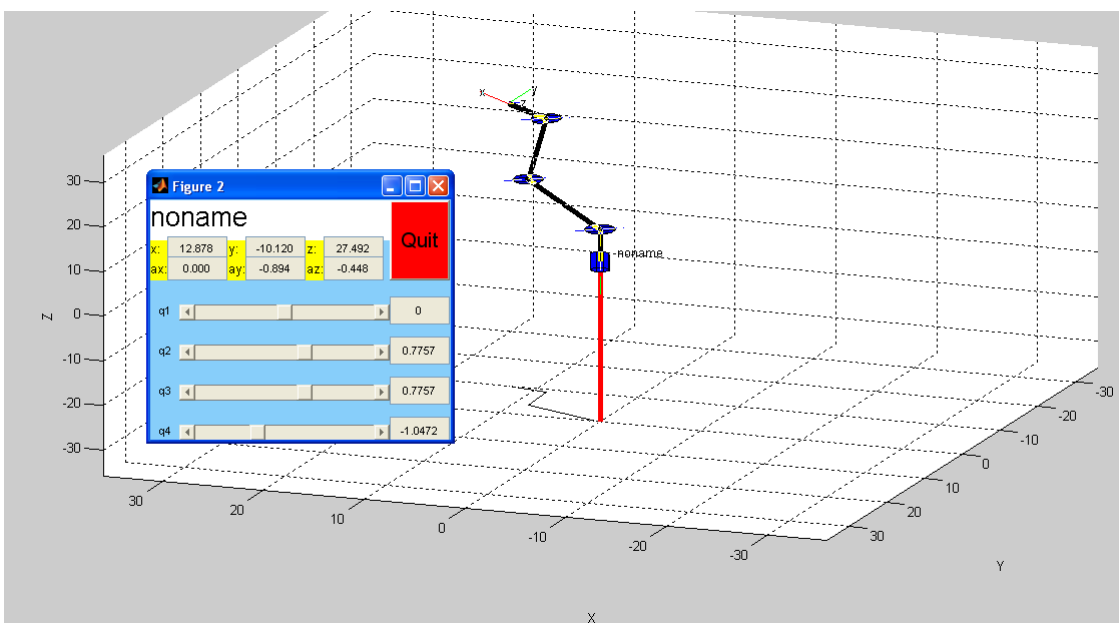 x y z
30
20
10
0
-10
-20
-30
Z
Figure 2
noname
Quit
x: 12.878 y: -10.120 z: 27.492
ax: 0.000 ay: -0.894 az: -0.448
q1 0
q2 0.7757
q3 0.7757
q4 -1.0472
noname
30 20 10 0 -10 -20 -30
X
-30
-20
-10
0
10
20
30
Y